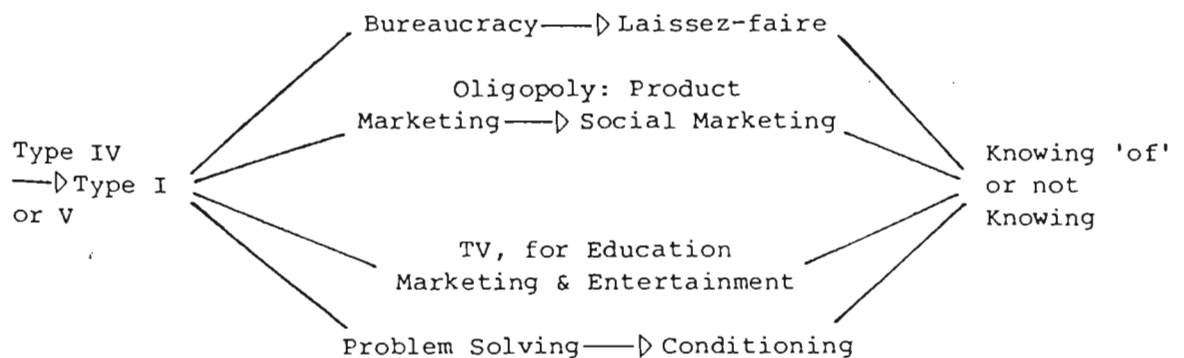 Bureaucracy —▷ Laissez-faire
Oligopoly: Product
Marketing —▷ Social Marketing
Type IV
—▷ Type I
or V
Knowing 'of'
or not
Knowing
TV, for Education
Marketing & Entertainment
Problem Solving —▷ Conditioning